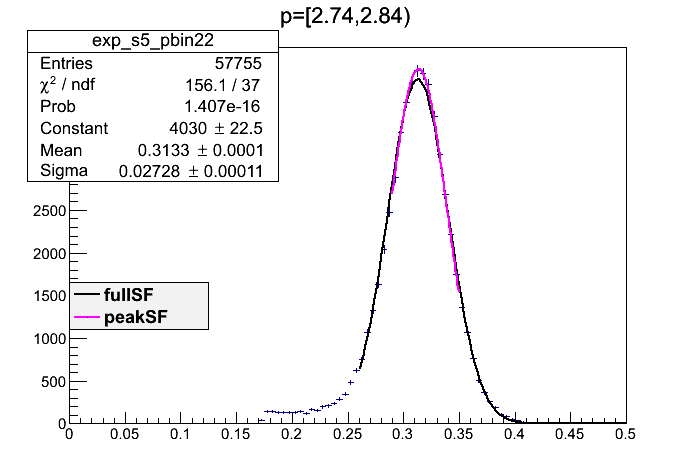 p=[2.74,2.84)
exp_s5_pbin22
Entries 57755
χ² / ndf 156.1 / 37
Prob 1.407e-16
Constant 4030 ± 22.5
Mean 0.3133 ± 0.0001
Sigma 0.02728 ± 0.00011
2500
2000
1500
1000
500
0
fullSF
peakSF
0 0.05 0.1 0.15 0.2 0.25 0.3 0.35 0.4 0.45 0.5